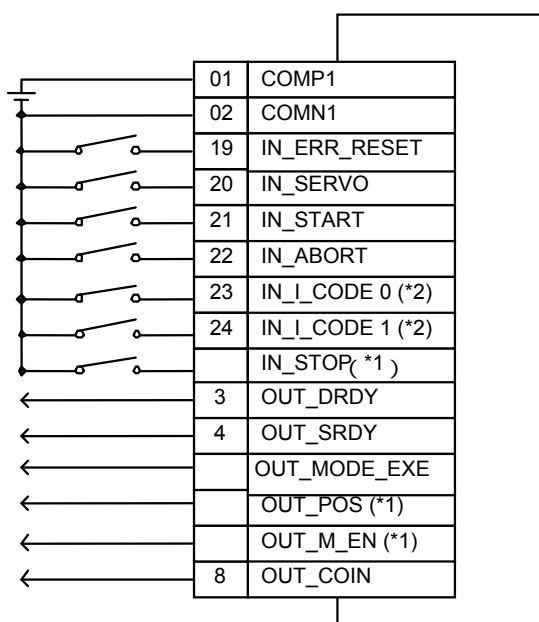 01 COMP1
02 COMN1
19 IN_ERR_RESET
20 IN_SERVO
21 IN_START
22 IN_ABORT
23 IN_I_CODE 0 (*2)
24 IN_I_CODE 1 (*2)
IN_STOP( *1 )
3 OUT_DRDY
4 OUT_SRDY
OUT_MODE_EXE
OUT_POS (*1)
OUT_M_EN (*1)
8 OUT_COIN